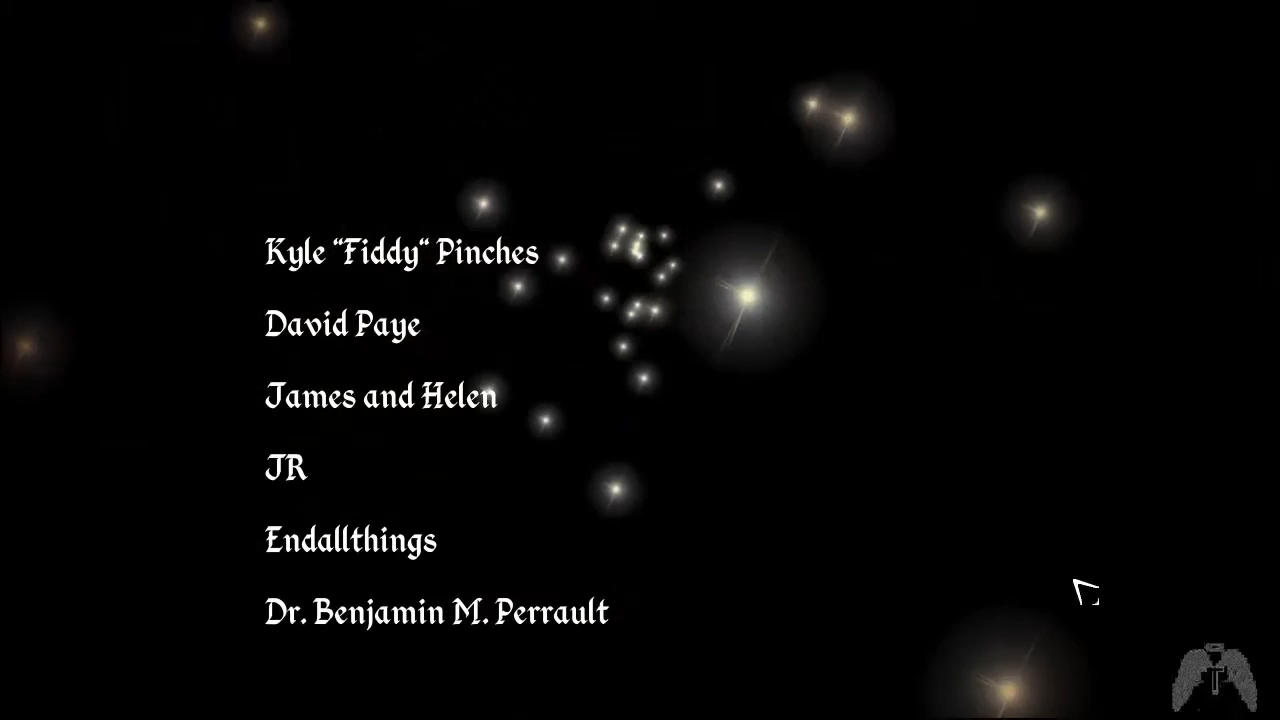 Kyle “Fiddy“ Pinches
David Paye
James and Helen
JR
Endallthings
Dr. Benjamin M. Perrault